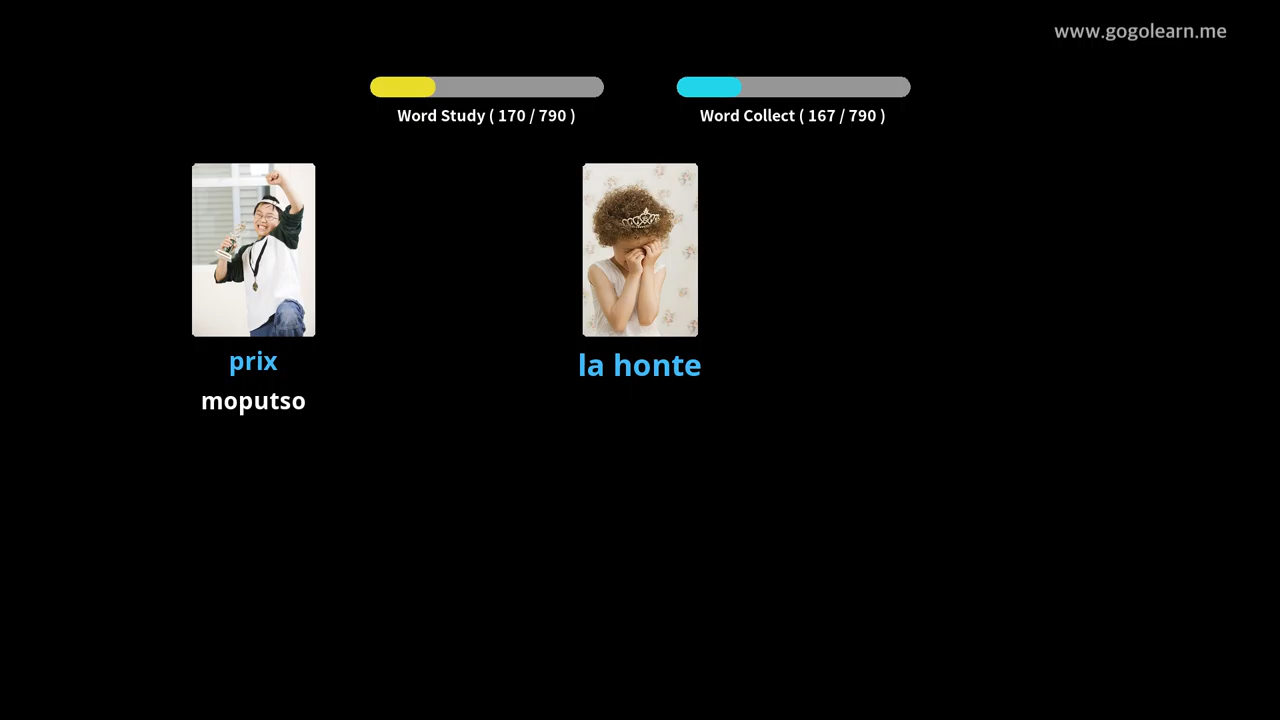 www.gogolearn.me
Word Study ( 170 / 790 )
Word Collect ( 167 / 790 )
prix
moputso
la honte